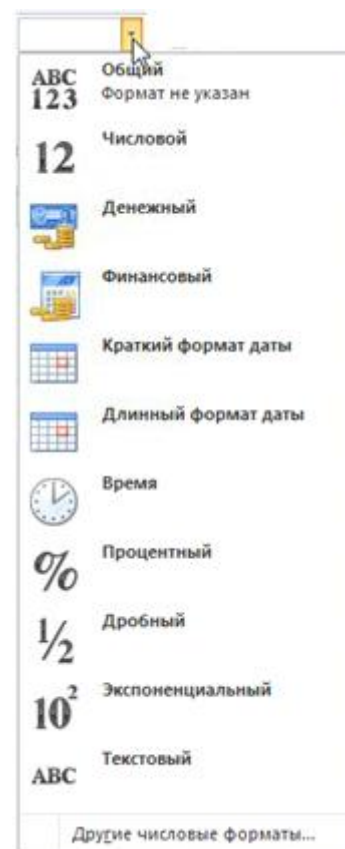 ABC
123
Общий
Формат не указан
12
Числовой
Денежный
Финансовый
Краткий формат даты
Длинный формат даты
Время
%
Процентный
1/2
Дробный
10²
Экспоненциальный
ABC
Текстовый
Другие числовые форматы...